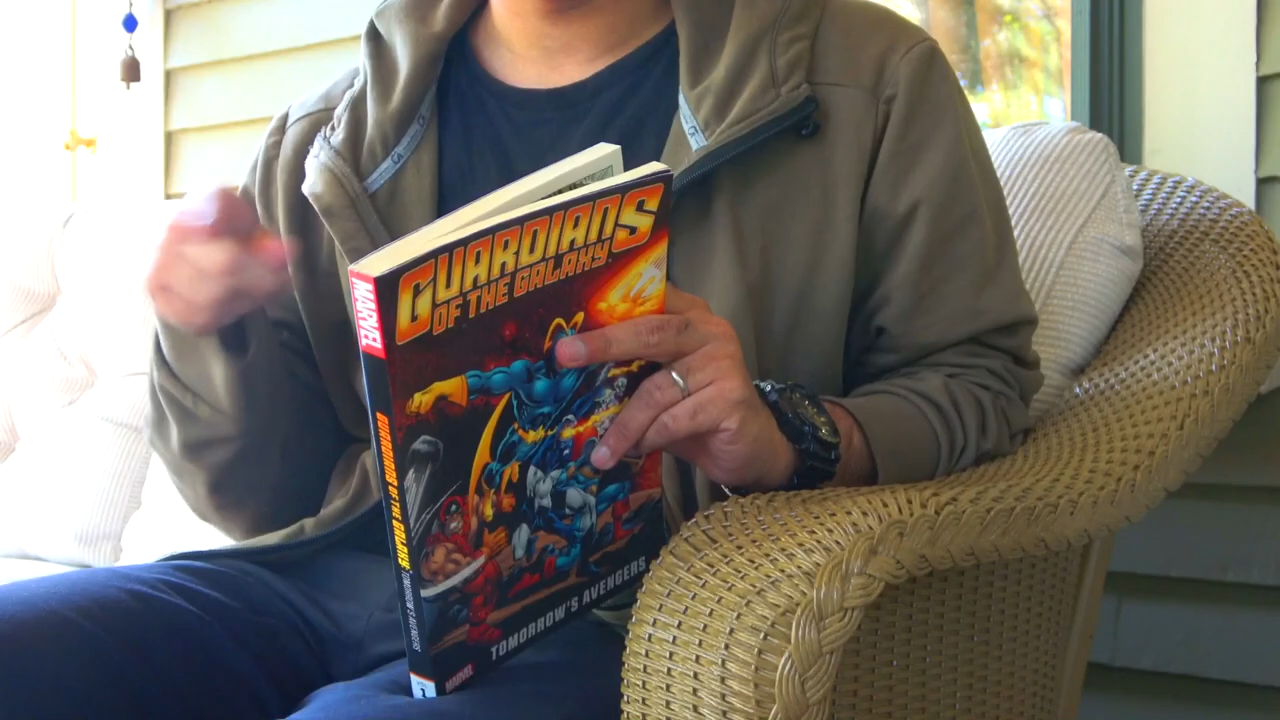 GUARDIANS
OF THE GALAXY
TOMORROW'S AVENGERS
MARVEL
MARVEL
GUARDIANS OF THE GALAXY: TOMORROW'S AVENGERS
1